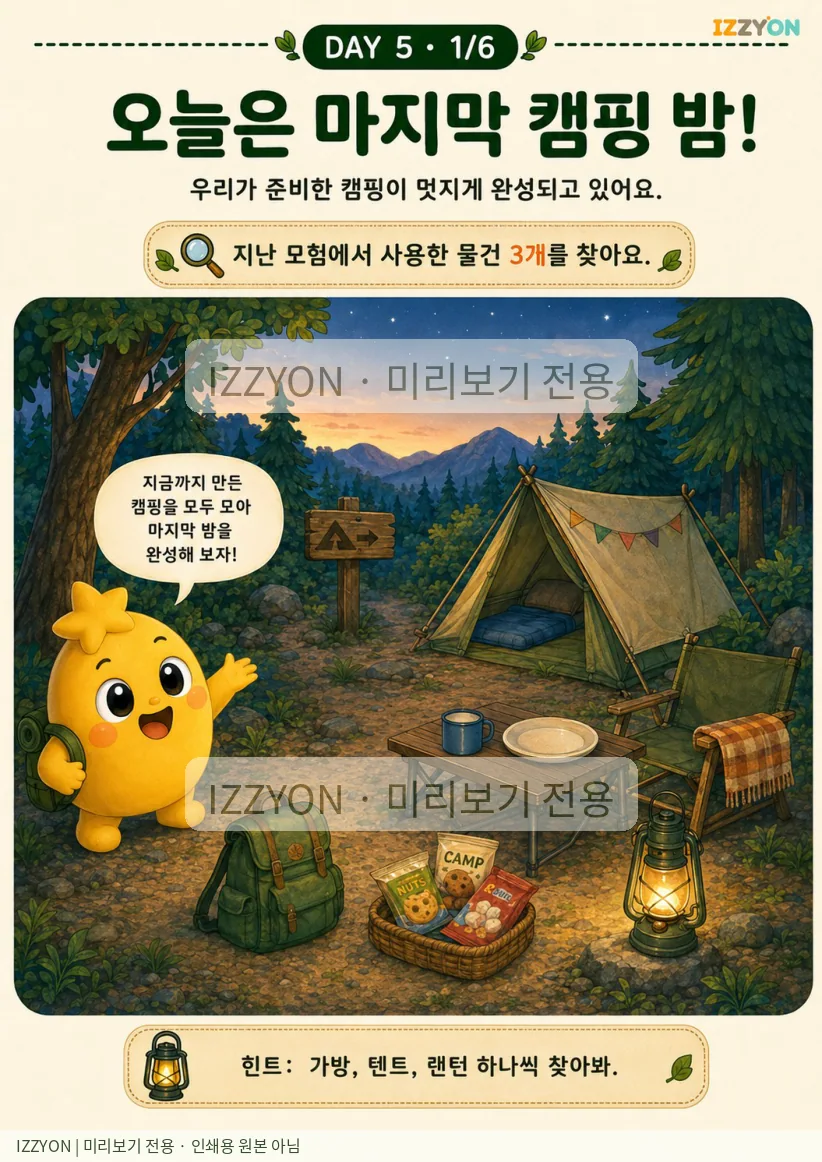 IZZYON
DAY 5 · 1/6
오늘은 마지막 캠핑 밤!
우리가 준비한 캠핑이 멋지게 완성되고 있어요.
지난 모험에서 사용한 물건 3개를 찾아요.
IZZYON · 미리보기 전용
지금까지 만든
캠핑을 모두 모아
마지막 밤을
완성해 보자!
IZZYON · 미리보기 전용
CAMP
NUTS
힌트: 가방, 텐트, 랜턴 하나씩 찾아봐.
IZZYON | 미리보기 전용 · 인쇄용 원본 아님